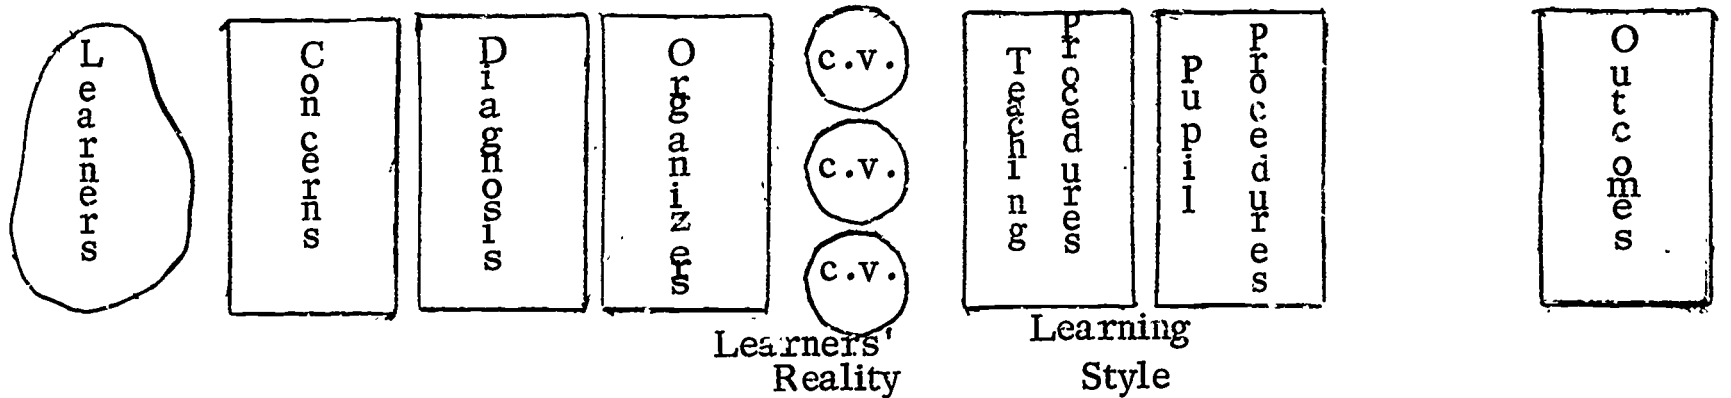 Learners
Concerns
Diagnosis
Organizers
c.v.
c.v.
c.v.
Teaching
Procedures
Pupil
Procedures
Outcomes
Learners'
Reality
Learning
Style